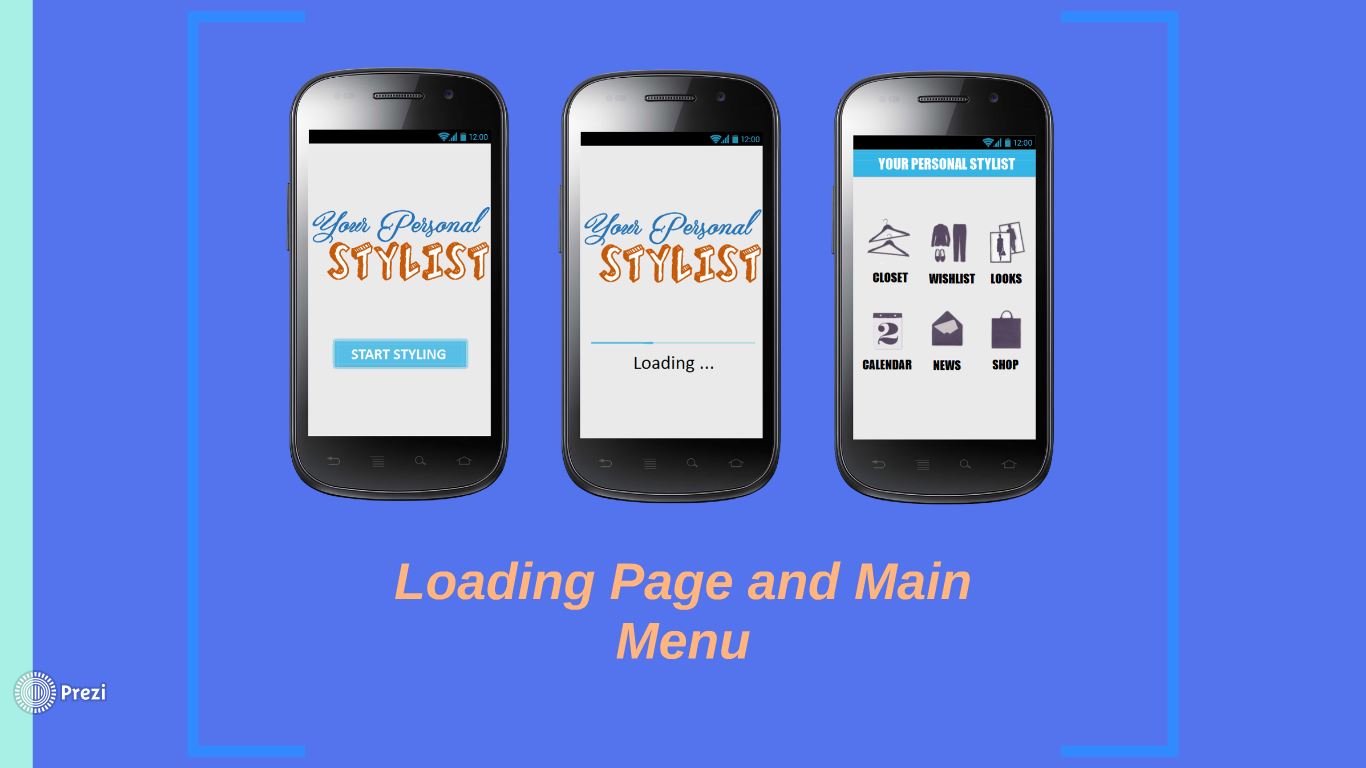 12:00
Your Personal
STYLIST
START STYLING
12:00
Your Personal
STYLIST
Loading ...
12:00
YOUR PERSONAL STYLIST
CLOSET WISHLIST LOOKS
2
CALENDAR NEWS SHOP
Loading Page and Main
Menu
Prezi